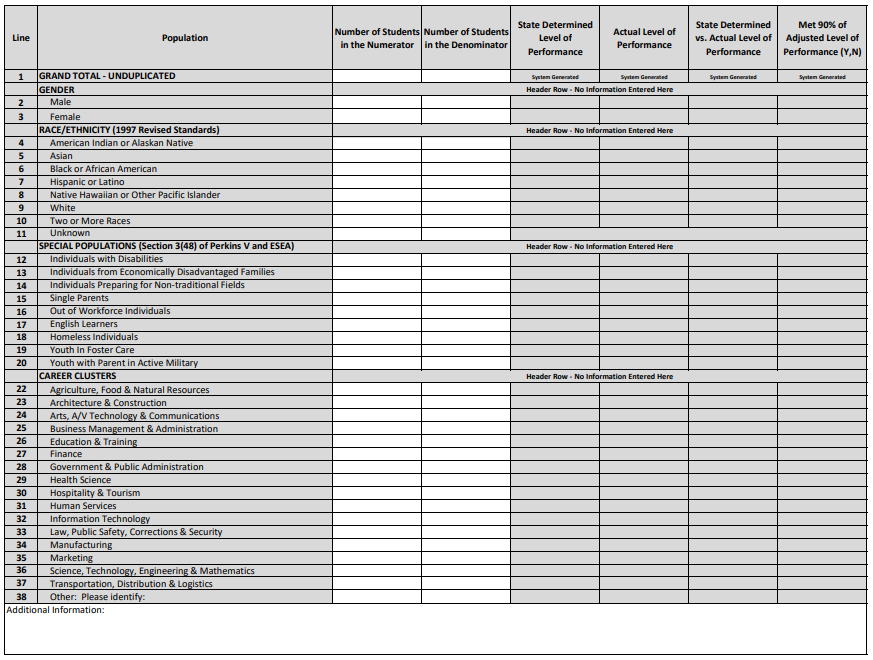 Line Population Number of Students in the Numerator Number of Students in the Denominator State Determined Level of Performance Actual Level of Performance State Determined vs. Actual Level of Performance Met 90% of Adjusted Level of Performance (Y,N)
1 GRAND TOTAL - UNDUPLICATED System Generated System Generated System Generated System Generated
GENDER Header Row - No Information Entered Here
2 Male
3 Female
RACE/ETHNICITY (1997 Revised Standards) Header Row - No Information Entered Here
4 American Indian or Alaskan Native
5 Asian
6 Black or African American
7 Hispanic or Latino
8 Native Hawaiian or Other Pacific Islander
9 White
10 Two or More Races
11 Unknown
SPECIAL POPULATIONS (Section 3(48) of Perkins V and ESEA) Header Row - No Information Entered Here
12 Individuals with Disabilities
13 Individuals from Economically Disadvantaged Families
14 Individuals Preparing for Non-traditional Fields
15 Single Parents
16 Out of Workforce Individuals
17 English Learners
18 Homeless Individuals
19 Youth In Foster Care
20 Youth with Parent in Active Military
CAREER CLUSTERS Header Row - No Information Entered Here
22 Agriculture, Food & Natural Resources
23 Architecture & Construction
24 Arts, A/V Technology & Communications
25 Business Management & Administration
26 Education & Training
27 Finance
28 Government & Public Administration
29 Health Science
30 Hospitality & Tourism
31 Human Services
32 Information Technology
33 Law, Public Safety, Corrections & Security
34 Manufacturing
35 Marketing
36 Science, Technology, Engineering & Mathematics
37 Transportation, Distribution & Logistics
38 Other: Please identify:
Additional Information: